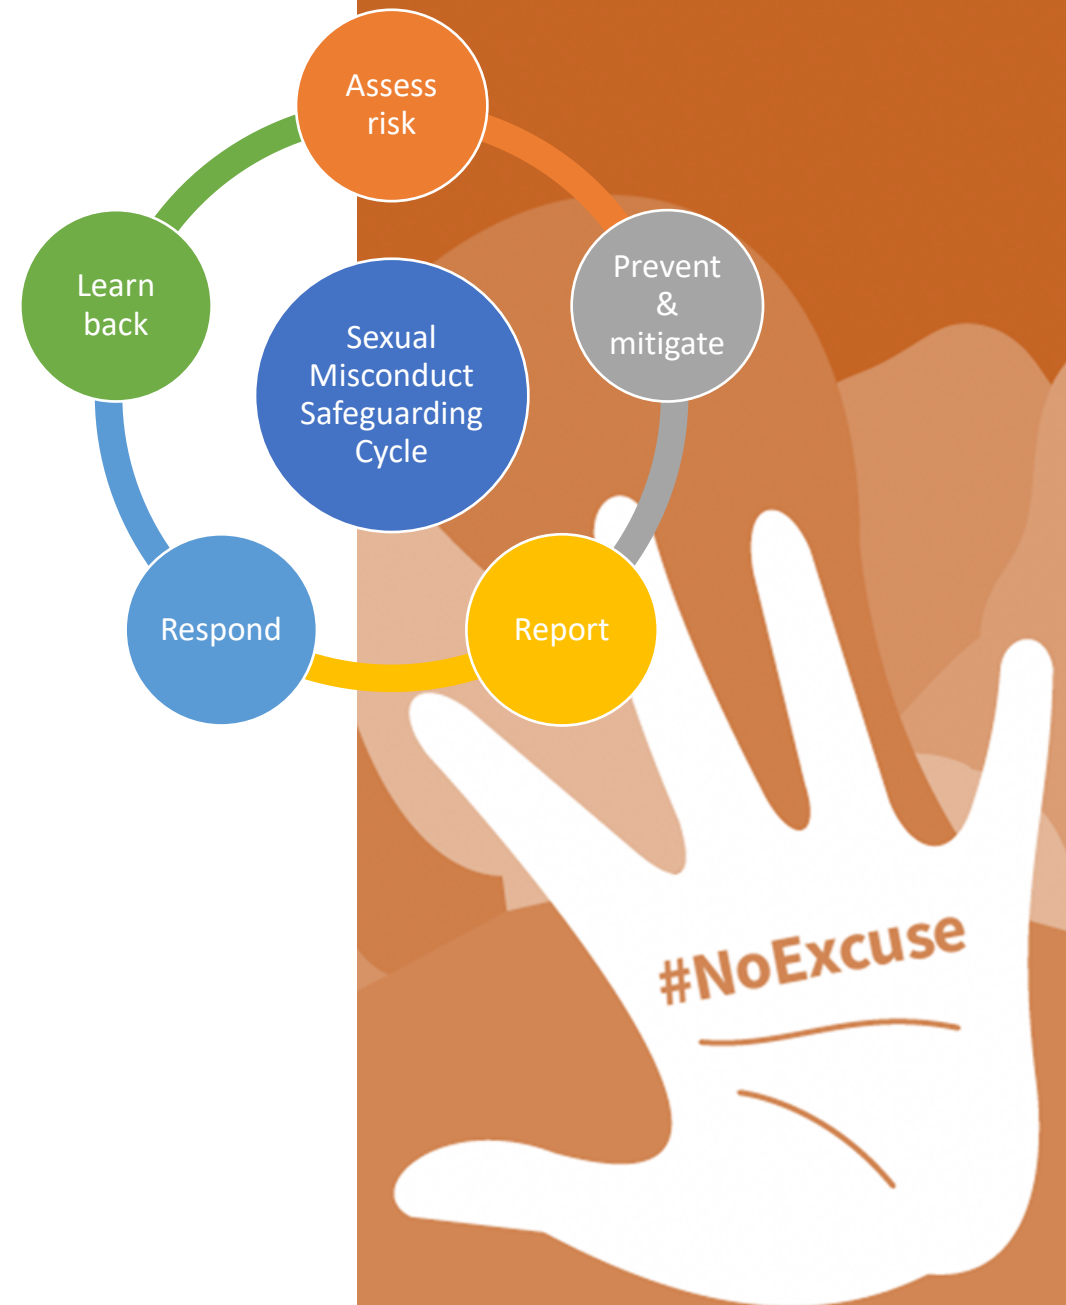 Assess
risk
Prevent
&
mitigate
Learn
back
Sexual
Misconduct
Safeguarding
Cycle
Respond
Report
#NoExcuse